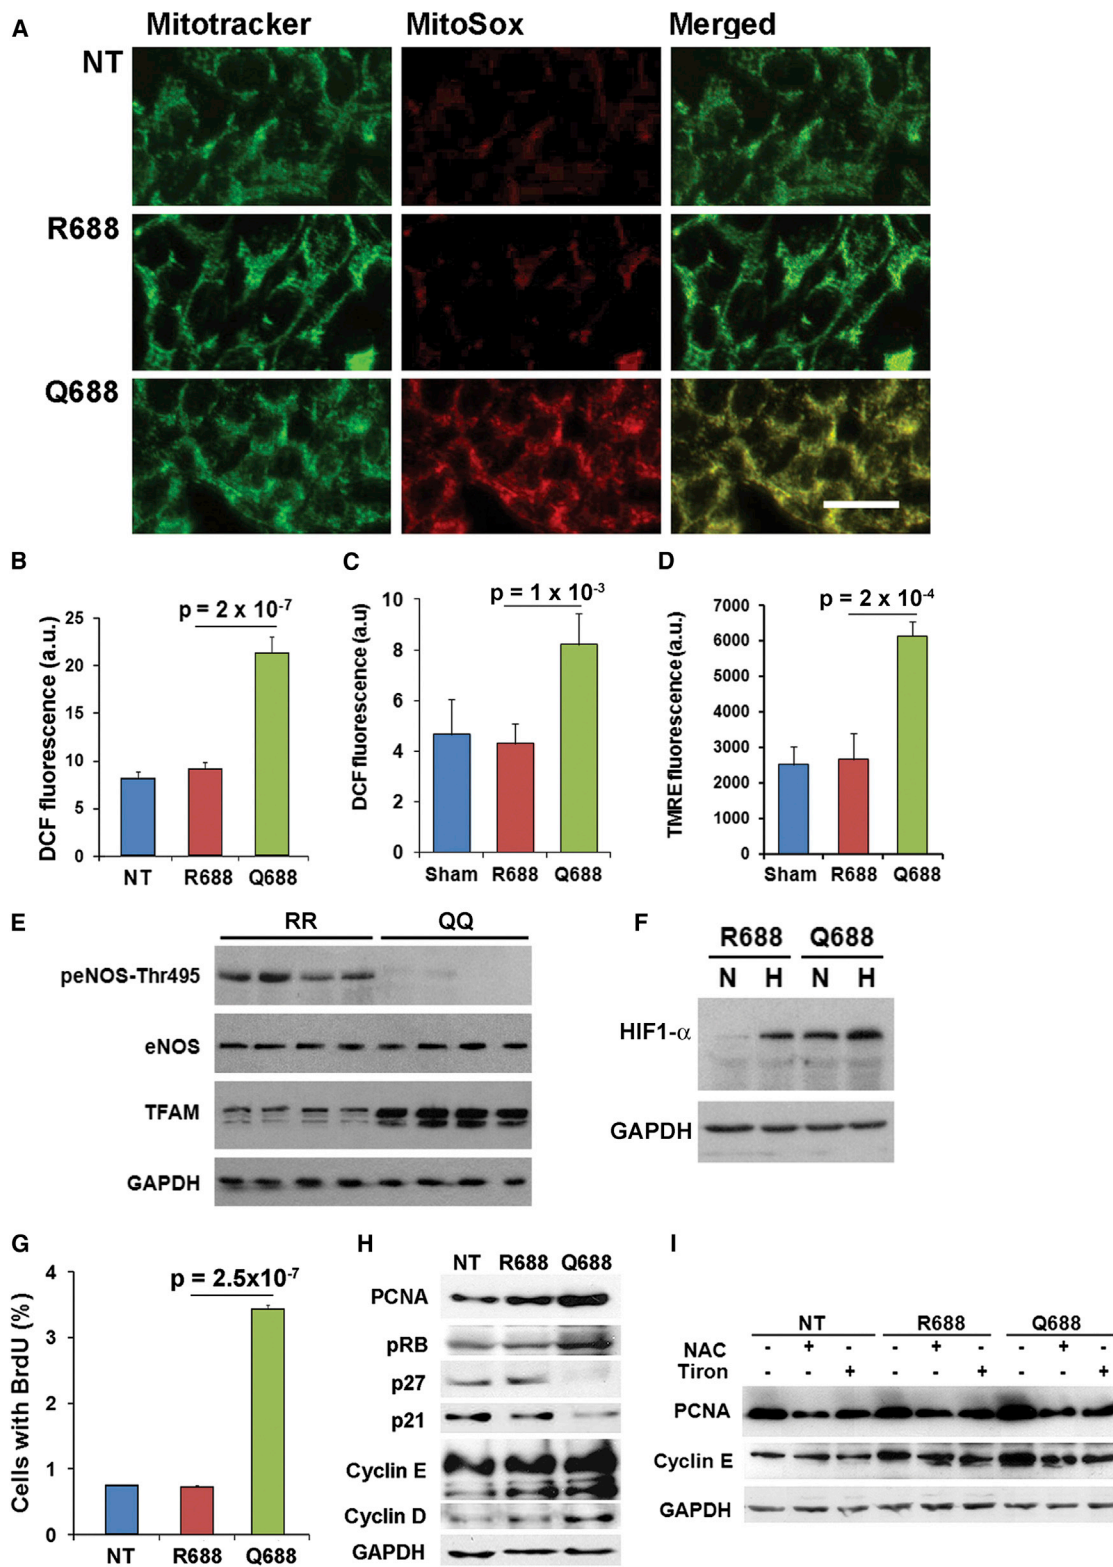 A
Mitotracker MitoSox Merged
NT
R688
Q688
B
p = 2 x 10-7
DCF fluorescence (a.u.)
25
20
15
10
5
0
NT R688 Q688
C
p = 1 x 10-3
DCF fluorescence (a.u)
10
8
6
4
2
0
Sham R688 Q688
D
p = 2 x 10-4
TMRE fluorescence (a.u.)
7000
6000
5000
4000
3000
2000
1000
0
Sham R688 Q688
E
RR QQ
peNOS-Thr495
eNOS
TFAM
GAPDH
F
R688 Q688
N H N H
HIF1-α
GAPDH
G
p = 2.5x10-7
Cells with BrdU (%)
4
3
2
1
0
NT R688 Q688
H
NT R688 Q688
PCNA
pRB
p27
p21
Cyclin E
Cyclin D
GAPDH
I
NT R688 Q688
NAC - + - - + - - + -
Tiron - - + - - + - - +
PCNA
Cyclin E
GAPDH